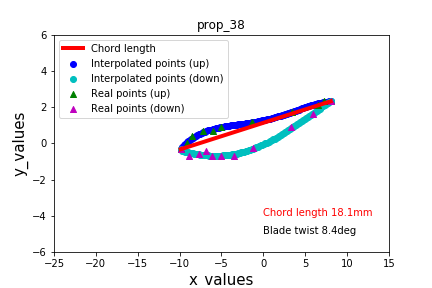 prop_38
Chord length
Interpolated points (up)
Interpolated points (down)
Real points (up)
Real points (down)
6
4
2
0
−2
−4
−6
y_values
Chord length 18.1mm
Blade twist 8.4deg
−25 −20 −15 −10 −5 0 5 10 15
x_values